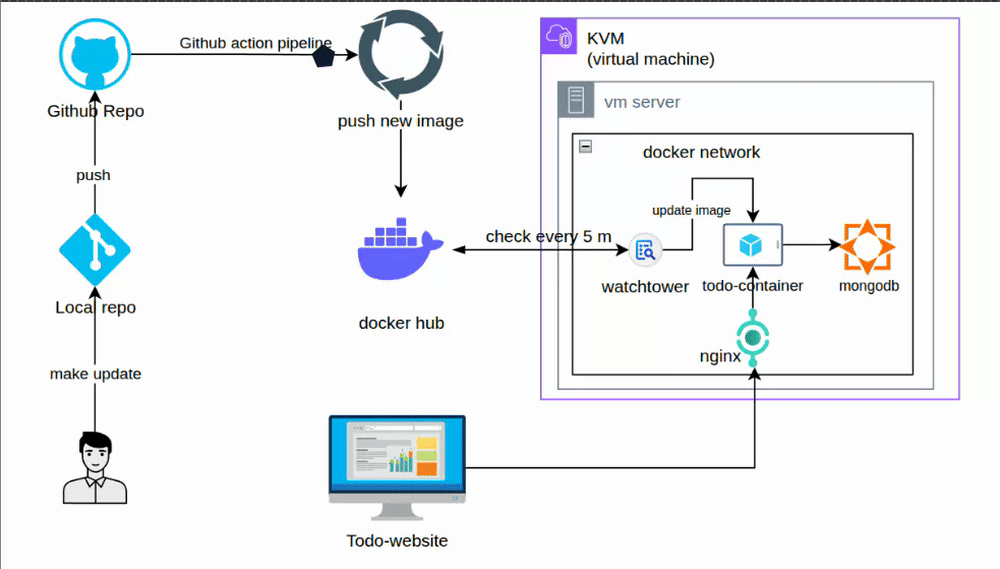 Github action pipeline
Github Repo
push new image
push
Local repo
make update
docker hub
check every 5 m
KVM
(virtual machine)
vm server
docker network
update image
watchtower
todo-container
mongodb
nginx
Todo-website